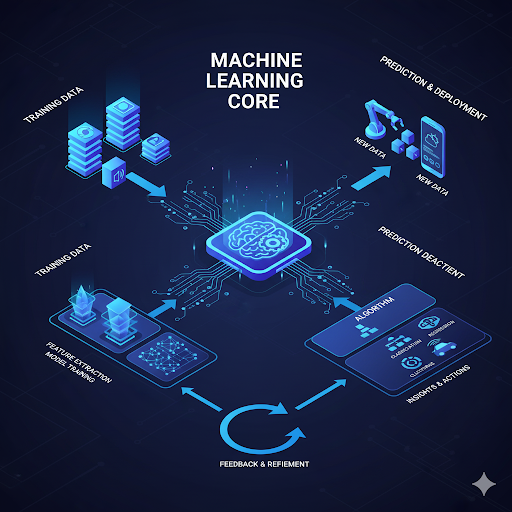 MACHINE
LEARNING
CORE
TRAINING DATA
PREDICTION & DEPLOYMENT
NEW DATA
NEW DATA
TRAINING DATA
PREDICTION DEACTIENT
ALGORITHM
REGRESSION
CLASSIFICATION
CLUSTERING
FEATURE EXTRACTION
MODEL TRAINING
INSIGHTS & ACTIONS
FEEDBACK & REFIEMENT